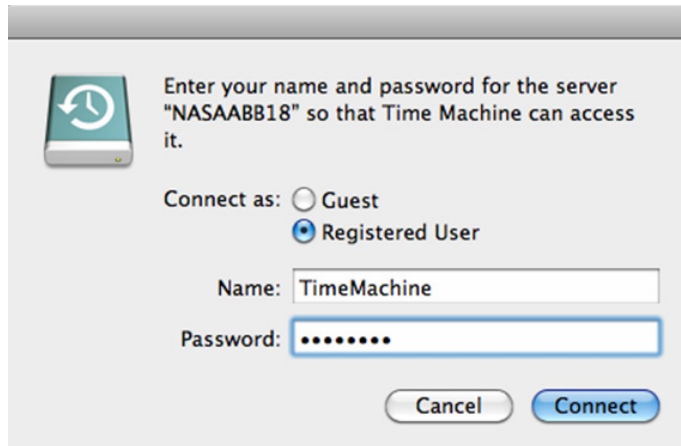 Enter your name and password for the server
“NASAABB18” so that Time Machine can access
it.
Connect as: Guest
Registered User
Name: TimeMachine
Password: ••••••••
Cancel Connect